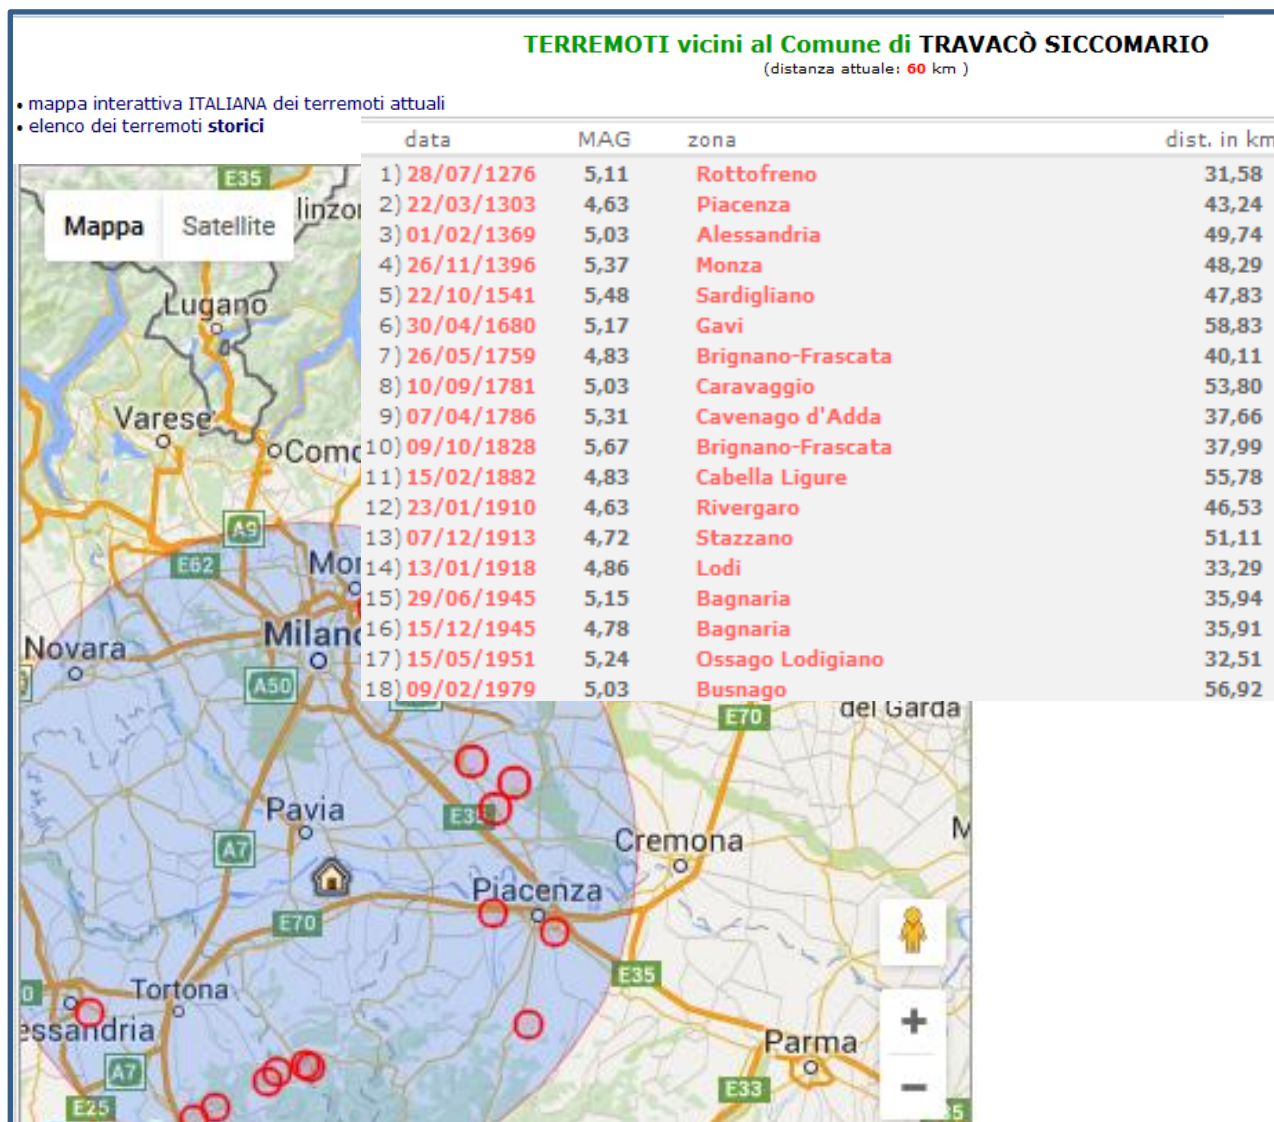 TERREMOTI vicini al Comune di TRAVACÒ SICCOMARIO
(distanza attuale: 60 km )
• mappa interattiva ITALIANA dei terremoti attuali
• elenco dei terremoti storici
data MAG zona dist. in km
1) 28/07/1276 5,11 Rottofreno 31,58
2) 22/03/1303 4,63 Piacenza 43,24
3) 01/02/1369 5,03 Alessandria 49,74
4) 26/11/1396 5,37 Monza 48,29
5) 22/10/1541 5,48 Sardigliano 47,83
6) 30/04/1680 5,17 Gavi 58,83
7) 26/05/1759 4,83 Brignano-Frascata 40,11
8) 10/09/1781 5,03 Caravaggio 53,80
9) 07/04/1786 5,31 Cavenago d'Adda 37,66
10) 09/10/1828 5,67 Brignano-Frascata 37,99
11) 15/02/1882 4,83 Cabella Ligure 55,78
12) 23/01/1910 4,63 Rivergaro 46,53
13) 07/12/1913 4,72 Stazzano 51,11
14) 13/01/1918 4,86 Lodi 33,29
15) 29/06/1945 5,15 Bagnaria 35,94
16) 15/12/1945 4,78 Bagnaria 35,91
17) 15/05/1951 5,24 Ossago Lodigiano 32,51
18) 09/02/1979 5,03 Busnago 56,92
E35
linzo
Mappa Satellite
Lugano
Varese
Como
A9
E62
Mon
Milano
Novara
A50
del Garda
E70
Pavia
E35
A7
Cremona
Piacenza
E70
E35
Tortona
essandria
Parma
A7
E33
E25
+
−